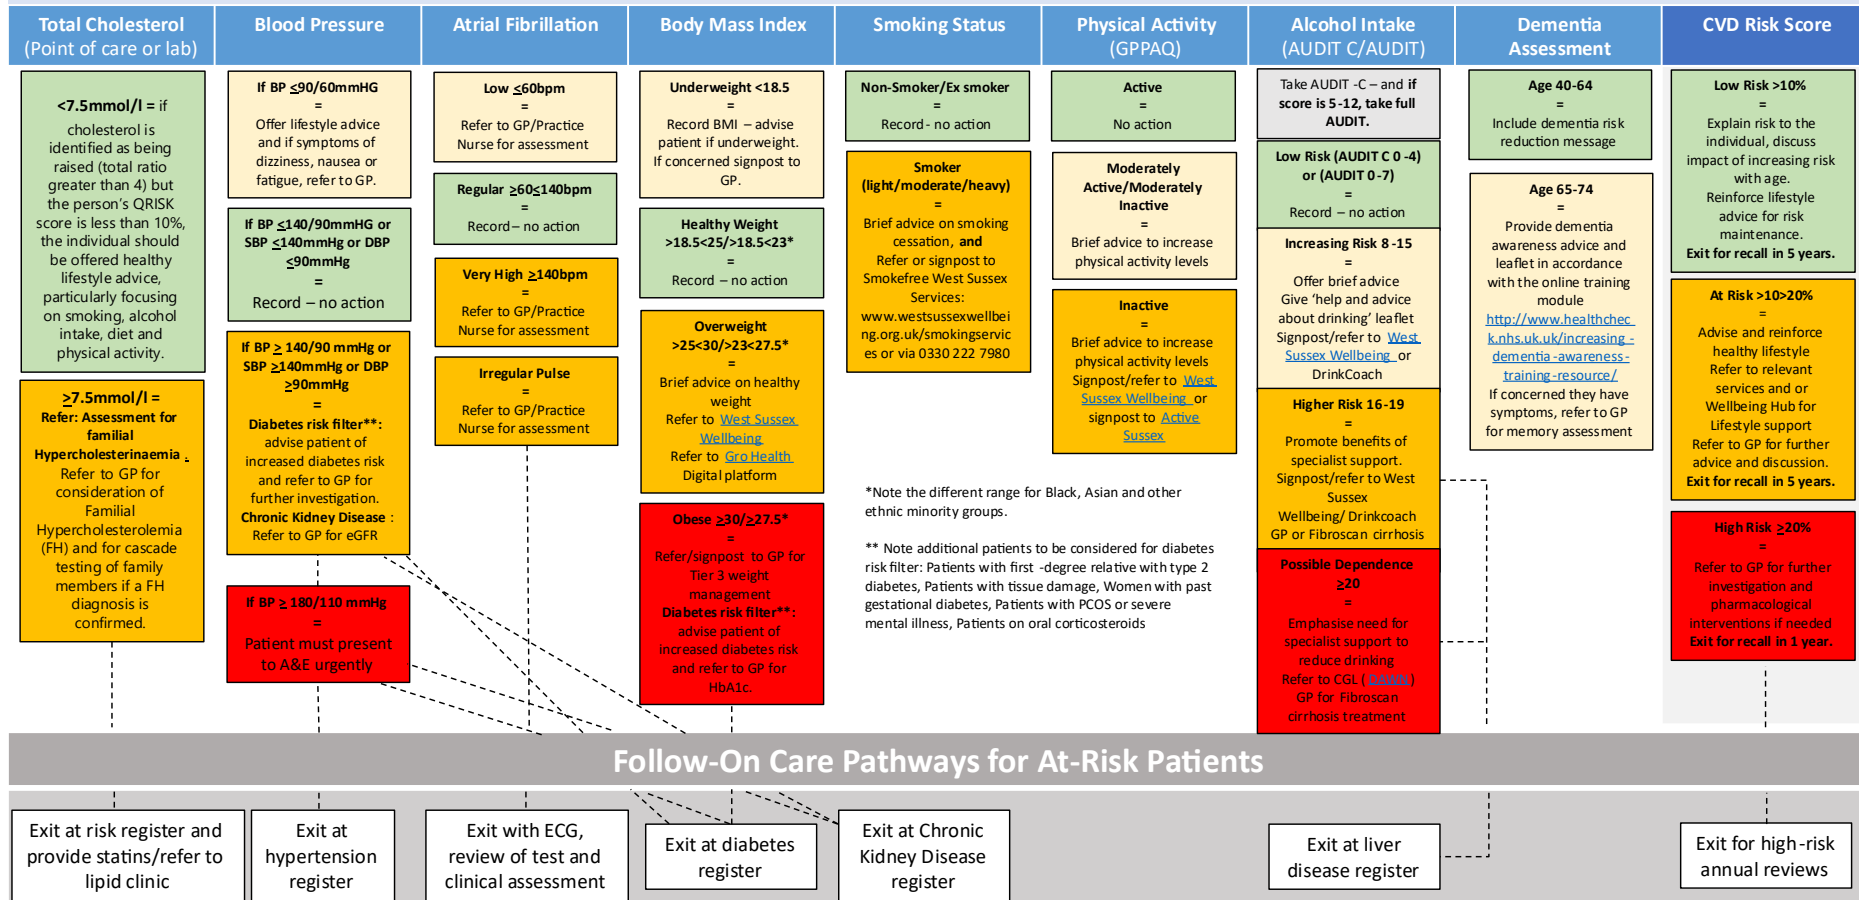 Total Cholesterol
(Point of care or lab)
Blood Pressure
Atrial Fibrillation
Body Mass Index
Smoking Status
Physical Activity
(GPPAQ)
Alcohol Intake
(AUDIT C/AUDIT)
Dementia
Assessment
CVD Risk Score
<7.5mmol/l = if
cholesterol is
identified as being
raised (total ratio
greater than 4) but
the person's QRISK
score is less than 10%,
the individual should
be offered healthy
lifestyle advice,
particularly focusing
on smoking, alcohol
intake, diet and
physical activity.
≥7.5mmol/l =
Refer: Assessment for
familial
Hypercholesterinaemia .
Refer to GP for
consideration of
Familial
Hypercholesterolemia
(FH) and for cascade
testing of family
members if a FH
diagnosis is
confirmed.
If BP ≤90/60mmHG
=
Offer lifestyle advice
and if symptoms of
dizziness, nausea or
fatigue, refer to GP.
If BP ≤140/90mmHG or
SBP ≤140mmHg or DBP
≤90mmHg
=
Record – no action
If BP ≥ 140/90 mmHg or
SBP ≥140mmHg or DBP
≥90mmHg
=
Diabetes risk filter**:
advise patient of
increased diabetes risk
and refer to GP for
further investigation.
Chronic Kidney Disease :
Refer to GP for eGFR
If BP ≥ 180/110 mmHg
=
Patient must present
to A&E urgently
Low ≤60bpm
=
Refer to GP/Practice
Nurse for assessment
Regular ≥60≤140bpm
=
Record – no action
Very High ≥140bpm
=
Refer to GP/Practice
Nurse for assessment
Irregular Pulse
=
Refer to GP/Practice
Nurse for assessment
Underweight <18.5
=
Record BMI – advise
patient if underweight.
If concerned signpost to
GP.
Healthy Weight
>18.5<25/>18.5<23*
=
Record – no action
Overweight
>25<30/>23<27.5*
=
Brief advice on healthy
weight
Refer to West Sussex
Wellbeing
Refer to Gro Health
Digital platform
Obese ≥30/≥27.5*
=
Refer/signpost to GP for
Tier 3 weight
management
Diabetes risk filter**:
advise patient of
increased diabetes risk
and refer to GP for
HbA1c.
Non-Smoker/Ex smoker
=
Record - no action
Smoker
(light/moderate/heavy)
=
Brief advice on smoking
cessation, and
Refer or signpost to
Smokefree West Sussex
Services:
www.westsussexwellbei
ng.org.uk/smokingservic
es or via 0330 222 7980
Active
=
No action
Moderately
Active/Moderately
Inactive
=
Brief advice to increase
physical activity levels
Inactive
=
Brief advice to increase
physical activity levels
Signpost/refer to West
Sussex Wellbeing or
signpost to Active
Sussex
*Note the different range for Black, Asian and other
ethnic minority groups.
** Note additional patients to be considered for diabetes
risk filter: Patients with first -degree relative with type 2
diabetes, Patients with tissue damage, Women with past
gestational diabetes, Patients with PCOS or severe
mental illness, Patients on oral corticosteroids
Take AUDIT -C – and if
score is 5-12, take full
AUDIT.
Low Risk (AUDIT C 0 -4)
or (AUDIT 0-7)
=
Record – no action
Increasing Risk 8 -15
=
Offer brief advice
Give 'help and advice
about drinking' leaflet
Signpost/refer to West
Sussex Wellbeing or
DrinkCoach
Higher Risk 16 -19
=
Promote benefits of
specialist support.
Signpost/refer to West
Sussex
Wellbeing/ Drinkcoach
GP or Fibroscan cirrhosis
Possible Dependence
≥20
=
Emphasise need for
specialist support to
reduce drinking
Refer to CGL ( DAWN )
GP for Fibroscan
cirrhosis treatment
Age 40-64
=
Include dementia risk
reduction message
Age 65-74
=
Provide dementia
awareness advice and
leaflet in accordance
with the online training
module
http://www.healthchec
k.nhs.uk.uk/increasing -
dementia -awareness -
training -resource/
If concerned they have
symptoms, refer to GP
for memory assessment
Low Risk >10%
=
Explain risk to the
individual, discuss
impact of increasing risk
with age.
Reinforce lifestyle
advice for risk
maintenance.
Exit for recall in 5 years.
At Risk >10>20%
=
Advise and reinforce
healthy lifestyle
Refer to relevant
services and or
Wellbeing Hub for
Lifestyle support
Refer to GP for further
advice and discussion.
Exit for recall in 5 years.
High Risk ≥20%
=
Refer to GP for further
investigation and
pharmacological
interventions if needed
Exit for recall in 1 year.
Follow-On Care Pathways for At-Risk Patients
Exit at risk register and
provide statins/refer to
lipid clinic
Exit at
hypertension
register
Exit with ECG,
review of test and
clinical assessment
Exit at diabetes
register
Exit at Chronic
Kidney Disease
register
Exit at liver
disease register
Exit for high-risk
annual reviews